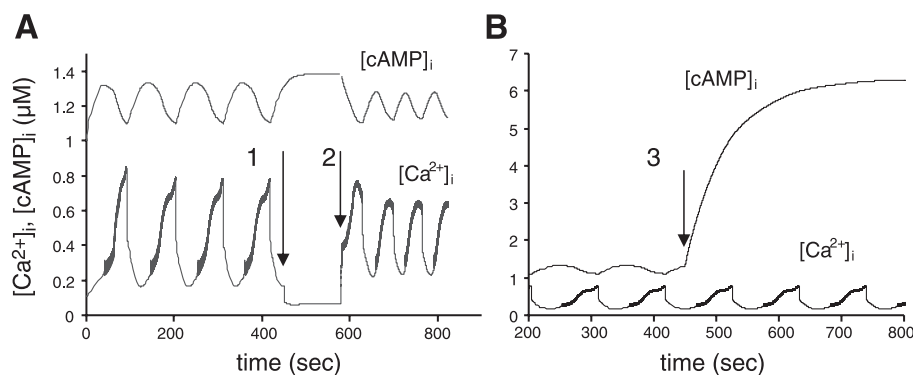 A
[Ca²⁺]ᵢ, [cAMP]ᵢ (μM)
1.4
1.2
1
0.8
0.6
0.4
0.2
0
[cAMP]ᵢ
1
2
[Ca²⁺]ᵢ
0 200 400 600 800
time (sec)
B
7
6
5
4
3
2
1
0
[cAMP]ᵢ
3
[Ca²⁺]ᵢ
200 300 400 500 600 700 800
time (sec)